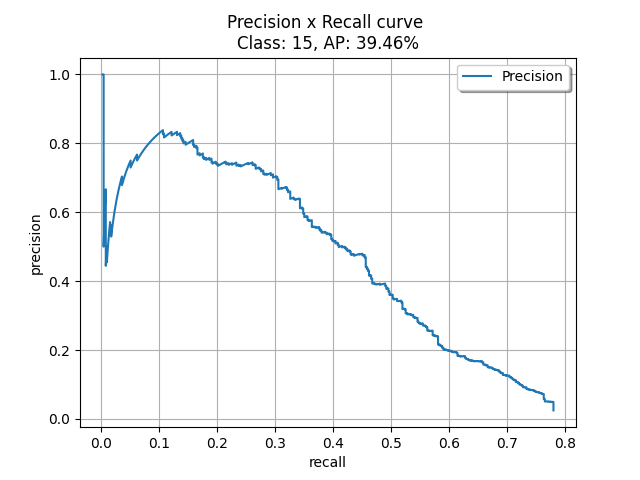 Precision x Recall curve
Class: 15, AP: 39.46%
Precision
1.0
0.8
0.6
0.4
0.2
0.0
precision
0.0 0.1 0.2 0.3 0.4 0.5 0.6 0.7 0.8
recall